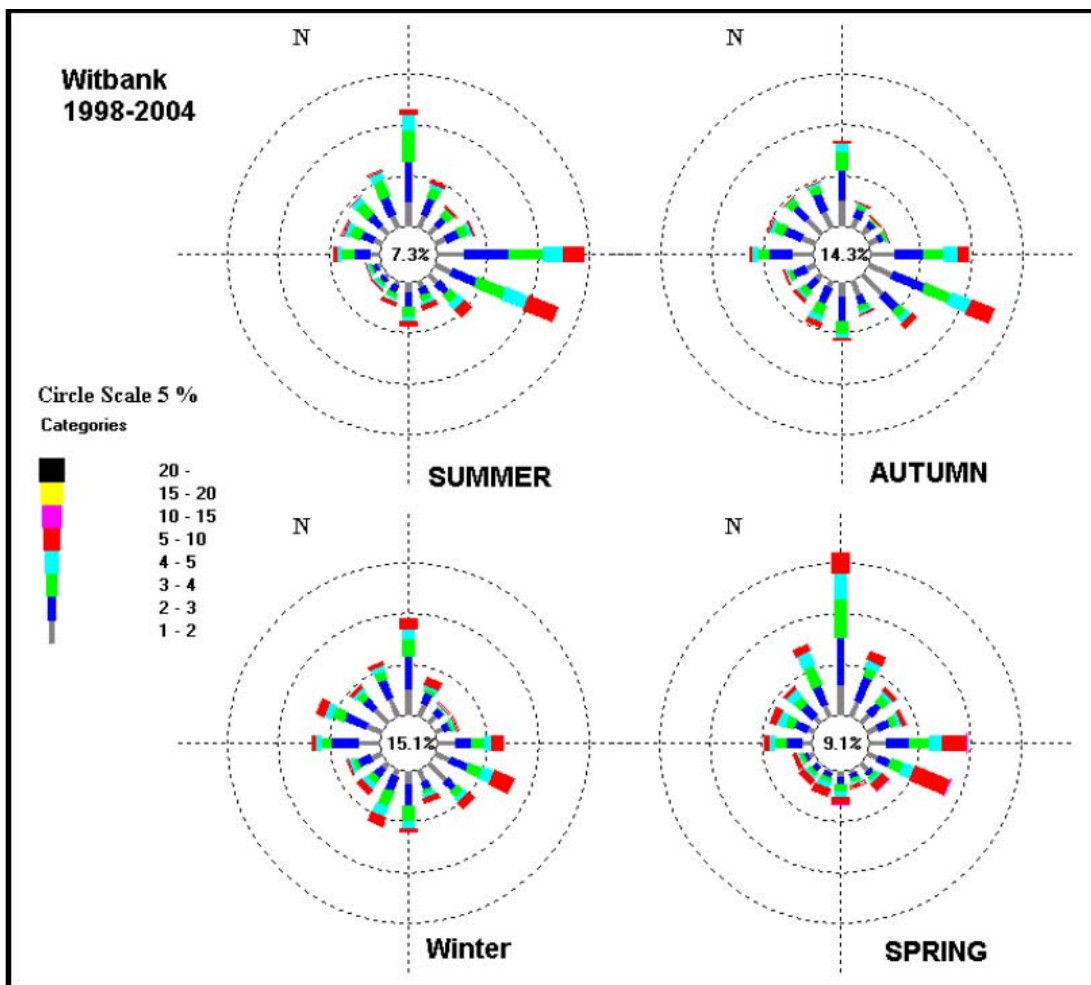 N
N
Witbank
1998-2004
7.3%
14.3%
Circle Scale 5 %
Categories
20 -
15 - 20
10 - 15
5 - 10
4 - 5
3 - 4
2 - 3
1 - 2
SUMMER
AUTUMN
N
N
15.1%
9.1%
Winter
SPRING